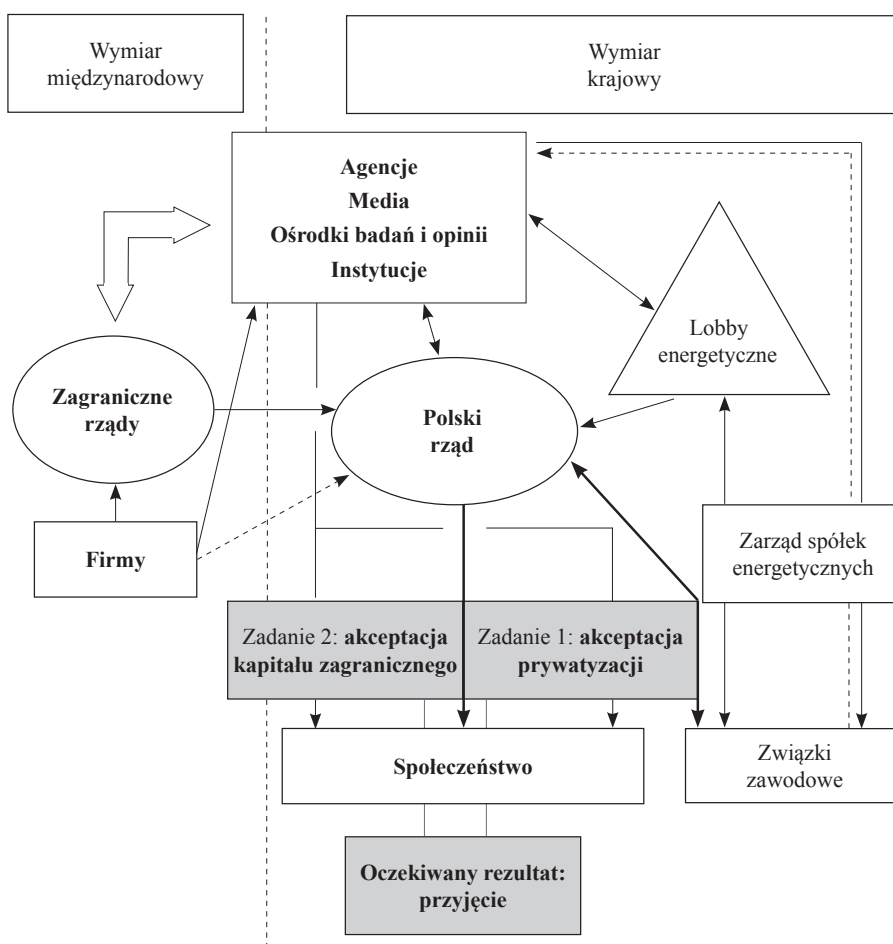 Wymiar
międzynarodowy
Wymiar
krajowy
Agencje
Media
Ośrodki badań i opinii
Instytucje
Lobby
energetyczne
Zagraniczne
rządy
Polski
rząd
Firmy
Zarząd spółek
energetycznych
Zadanie 2: akceptacja
kapitału zagranicznego
Zadanie 1: akceptacja
prywatyzacji
Społeczeństwo
Związki
zawodowe
Oczekiwany rezultat:
przyjęcie